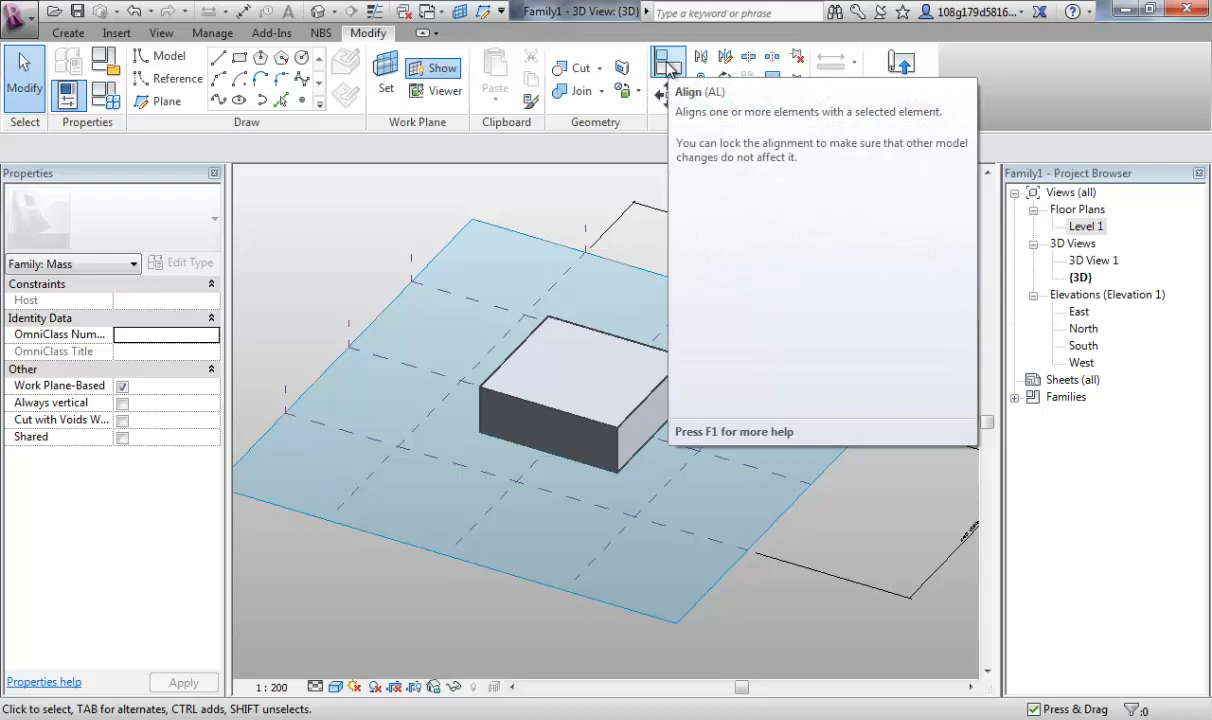 Family1 - 3D View: {3D}
Type a keyword or phrase
108g179d5816...
Create
Insert
View
Manage
Add-Ins
NBS
Modify
Modify
Model
Reference
Plane
Set
Show
Viewer
Paste
Cut
Join
Select
Properties
Draw
Work Plane
Clipboard
Geometry
Align (AL)
Aligns one or more elements with a selected element.
You can lock the alignment to make sure that other model
changes do not affect it.
Press F1 for more help
Properties
Family: Mass
Edit Type
Constraints
Host
Identity Data
OmniClass Num...
OmniClass Title
Other
Work Plane-Based
Always vertical
Cut with Voids W...
Shared
Properties help
Apply
Family1 - Project Browser
Views (all)
Floor Plans
Level 1
3D Views
3D View 1
{3D}
Elevations (Elevation 1)
East
North
South
West
Sheets (all)
Families
1 : 200
Click to select, TAB for alternates, CTRL adds, SHIFT unselects.
Press & Drag
:0